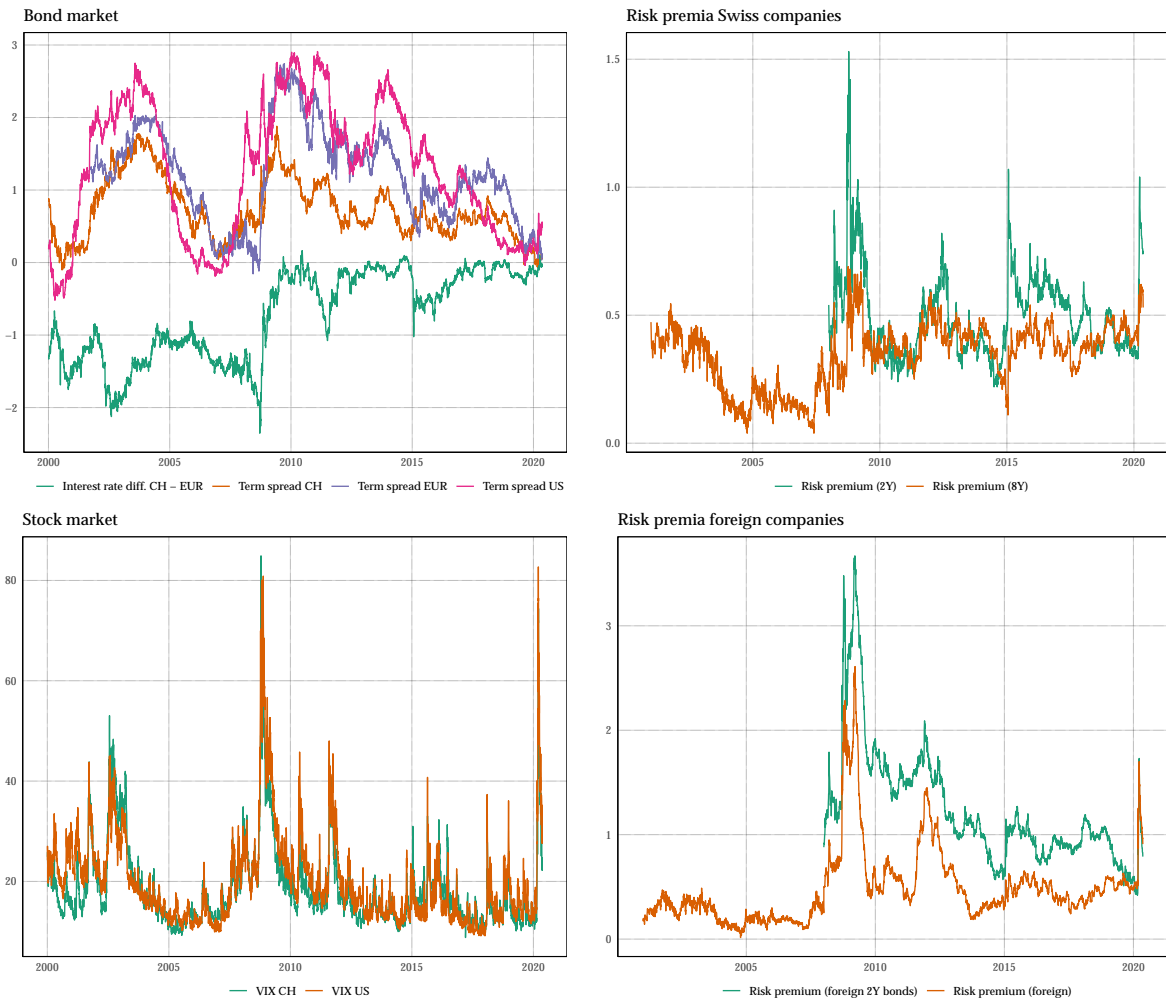 Bond market
3
2
1
0
−1
−2
2000
2005
2010
2015
2020
Interest rate diff. CH − EUR
Term spread CH
Term spread EUR
Term spread US
Risk premia Swiss companies
1.5
1.0
0.5
0.0
2005
2010
2015
2020
Risk premium (2Y)
Risk premium (8Y)
Stock market
80
60
40
20
2000
2005
2010
2015
2020
VIX CH
VIX US
Risk premia foreign companies
3
2
1
0
2005
2010
2015
2020
Risk premium (foreign 2Y bonds)
Risk premium (foreign)